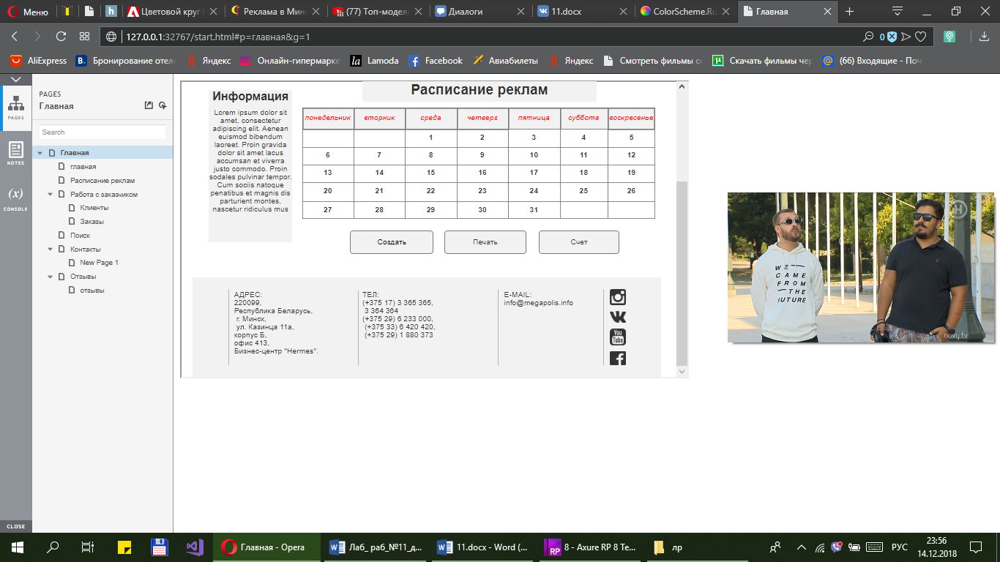 Меню
Цветовой круг |
Реклама в Мин
(77) Топ-модел
Диалоги
11.docx
ColorScheme.Ru
Главная
127.0.0.1:32767/start.html#p=главная&g=1
0
AliExpress
Бронирование отеле
Яндекс
Онлайн-гипермарке
Lamoda
Facebook
Авиабилеты
Яндекс
Смотреть фильмы о
Скачать фильмы чер
(66) Входящие - Поч
PAGES
NOTES
(x)
CONSOLE
CLOSE
PAGES
Главная
Search
Главная
главная
Расписание реклам
Работа с заказчиком
Клиенты
Заказы
Поиск
Контакты
New Page 1
Отзывы
отзывы
Информация
Lorem ipsum dolor sit
amet, consectetur
adipiscing elit. Aenean
euismod bibendum
laoreet. Proin gravida
dolor sit amet lacus
accumsan et viverra
justo commodo. Proin
sodales pulvinar tempor.
Cum sociis natoque
penatibus et magnis dis
parturient montes,
nascetur ridiculus mus
Расписание реклам
понедельник вторник среда четверг пятница суббота воскресенье
1 2 3 4 5
6 7 8 9 10 11 12
13 14 15 16 17 18 19
20 21 22 23 24 25 26
27 28 29 30 31
Создать
Печать
Счет
АДРЕС:
220099,
Республика Беларусь,
г. Минск,
ул. Казинца 11а,
корпус Б,
офис 413,
Бизнес-центр "Hermes".
ТЕЛ:
(+375 17) 3 365 365,
3 364 364
(+375 29) 6 233 000,
(+375 33) 6 420 420,
(+375 29) 1 880 373
E-MAIL:
info@megapolis.info
You
Tube
WE
CAME
FROM
THE
FUTURE
H
novy.tv
Главная - Opera
Лаб_ раб_№11_д...
11.docx - Word (...
RP
8 - Axure RP 8 Te...
лр
РУС
23:56
14.12.2018